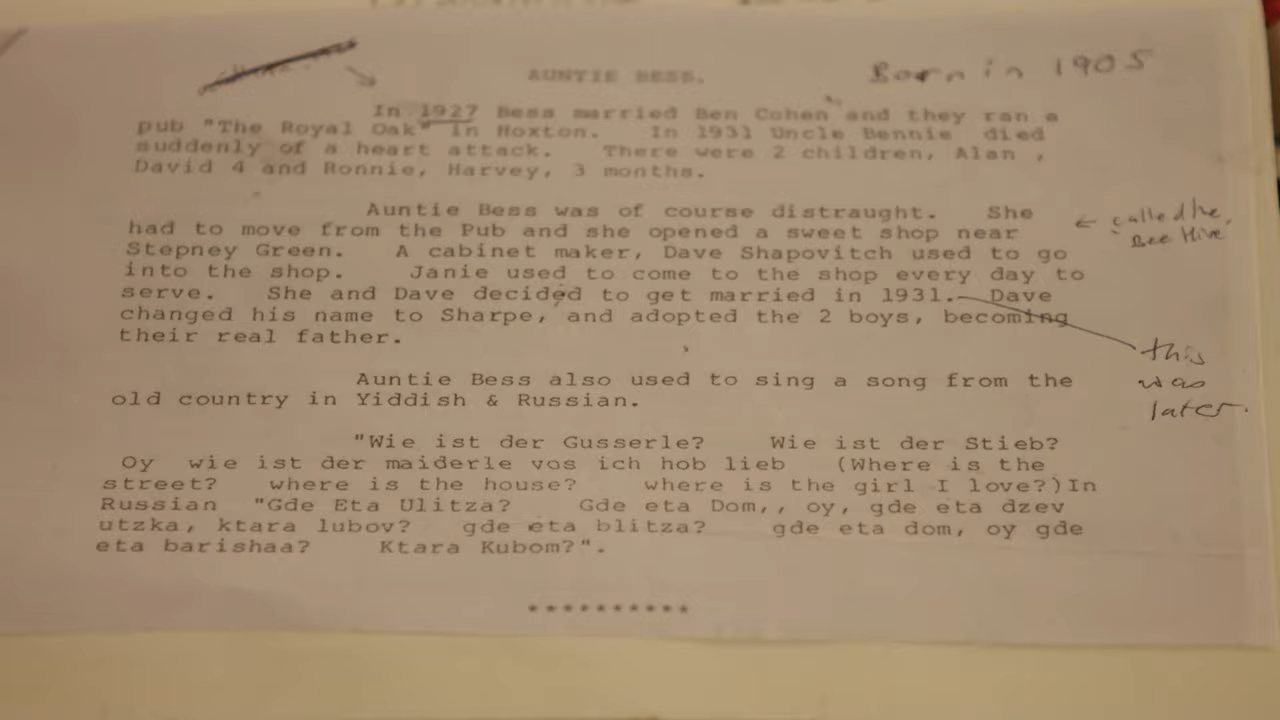 AUNTIE BESS.
Born in 1905
In 1927 Bess married Ben Cohen and they ran a
pub "The Royal Oak" in Hoxton. In 1931 Uncle Bennie died
suddenly of a heart attack. There were 2 children, Alan ,
David 4 and Ronnie, Harvey, 3 months.
Auntie Bess was of course distraught. She
had to move from the Pub and she opened a sweet shop near
Stepney Green. A cabinet maker, Dave Shapovitch used to go
into the shop. Janie used to come to the shop every day to
serve. She and Dave decided to get married in 1931. Dave
changed his name to Sharpe, and adopted the 2 boys, becoming
their real father.
← called he,
"Bee Hive
this
was
later.
Auntie Bess also used to sing a song from the
old country in Yiddish & Russian.
"Wie ist der Gusserle? Wie ist der Stieb?
Oy wie ist der maiderle vos ich hob lieb (Where is the
street? where is the house? where is the girl I love?)In
Russian "Gde Eta Ulitza? Gde eta Dom,, oy, gde eta dzev
utzka, ktara lubov? gde eta blitza? gde eta dom, oy gde
eta barishaa? Ktara Kubom?".
**********